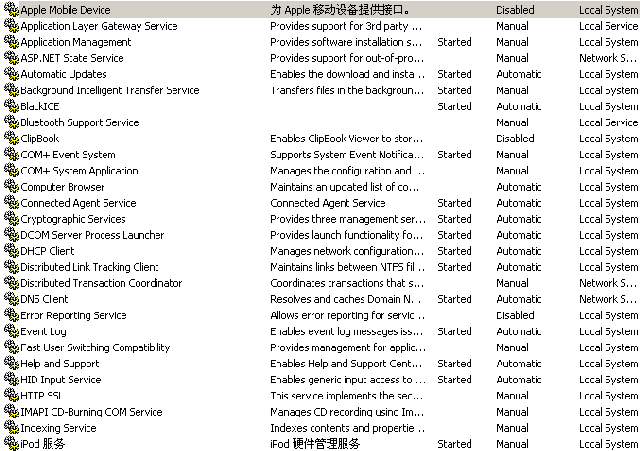 Apple Mobile Device 为 Apple 移动设备提供接口。 Disabled Local System
Application Layer Gateway Service Provides support for 3rd party ... Manual Local Service
Application Management Provides software installation s... Started Manual Local System
ASP.NET State Service Provides support for out-of-pro... Manual Network S...
Automatic Updates Enables the download and insta... Started Automatic Local System
Background Intelligent Transfer Service Transfers files in the backgroun... Started Manual Local System
BlackICE Started Automatic Local System
Bluetooth Support Service Manual Local Service
ClipBook Enables ClipBook Viewer to stor... Disabled Local System
COM+ Event System Supports System Event Notifica... Started Manual Local System
COM+ System Application Manages the configuration and ... Manual Local System
Computer Browser Maintains an updated list of co... Automatic Local System
Connected Agent Service Connected Agent Service Started Automatic Local System
Cryptographic Services Provides three management ser... Started Automatic Local System
DCOM Server Process Launcher Provides launch functionality fo... Started Automatic Local System
DHCP Client Manages network configuration... Started Automatic Local System
Distributed Link Tracking Client Maintains links between NTFS fil... Started Automatic Local System
Distributed Transaction Coordinator Coordinates transactions that s... Manual Network S...
DNS Client Resolves and caches Domain N... Started Automatic Network S...
Error Reporting Service Allows error reporting for servic... Disabled Local System
Event Log Enables event log messages iss... Started Automatic Local System
Fast User Switching Compatibility Provides management for applic... Manual Local System
Help and Support Enables Help and Support Cent... Started Automatic Local System
HID Input Service Enables generic input access to ... Started Automatic Local System
HTTP SSL This service implements the sec... Manual Local System
IMAPI CD-Burning COM Service Manages CD recording using Im... Manual Local System
Indexing Service Indexes contents and propertie... Manual Local System
iPod 服务 iPod 硬件管理服务 Started Manual Local System